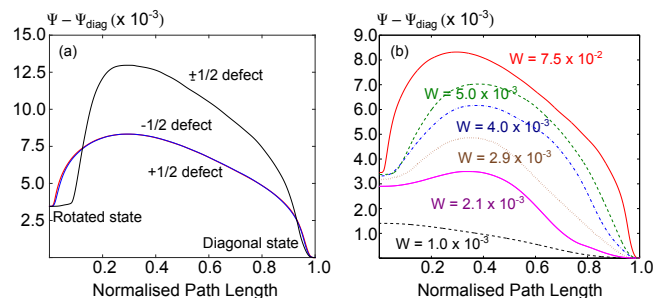 Ψ − Ψdiag (x 10⁻³)
(a)
15.0
12.5
10.0
7.5
5.0
2.5
0.2 0.4 0.6 0.8 1.0
±1/2 defect
-1/2 defect
+1/2 defect
Rotated state
Diagonal state
Normalised Path Length
Ψ − Ψdiag (x 10⁻³)
(b)
9.0
8.0
7.0
6.0
5.0
4.0
3.0
2.0
1.0
0.2 0.4 0.6 0.8 1.0
W = 7.5 x 10⁻²
W = 5.0 x 10⁻³
W = 4.0 x 10⁻³
W = 2.9 x 10⁻³
W = 2.1 x 10⁻³
W = 1.0 x 10⁻³
Normalised Path Length